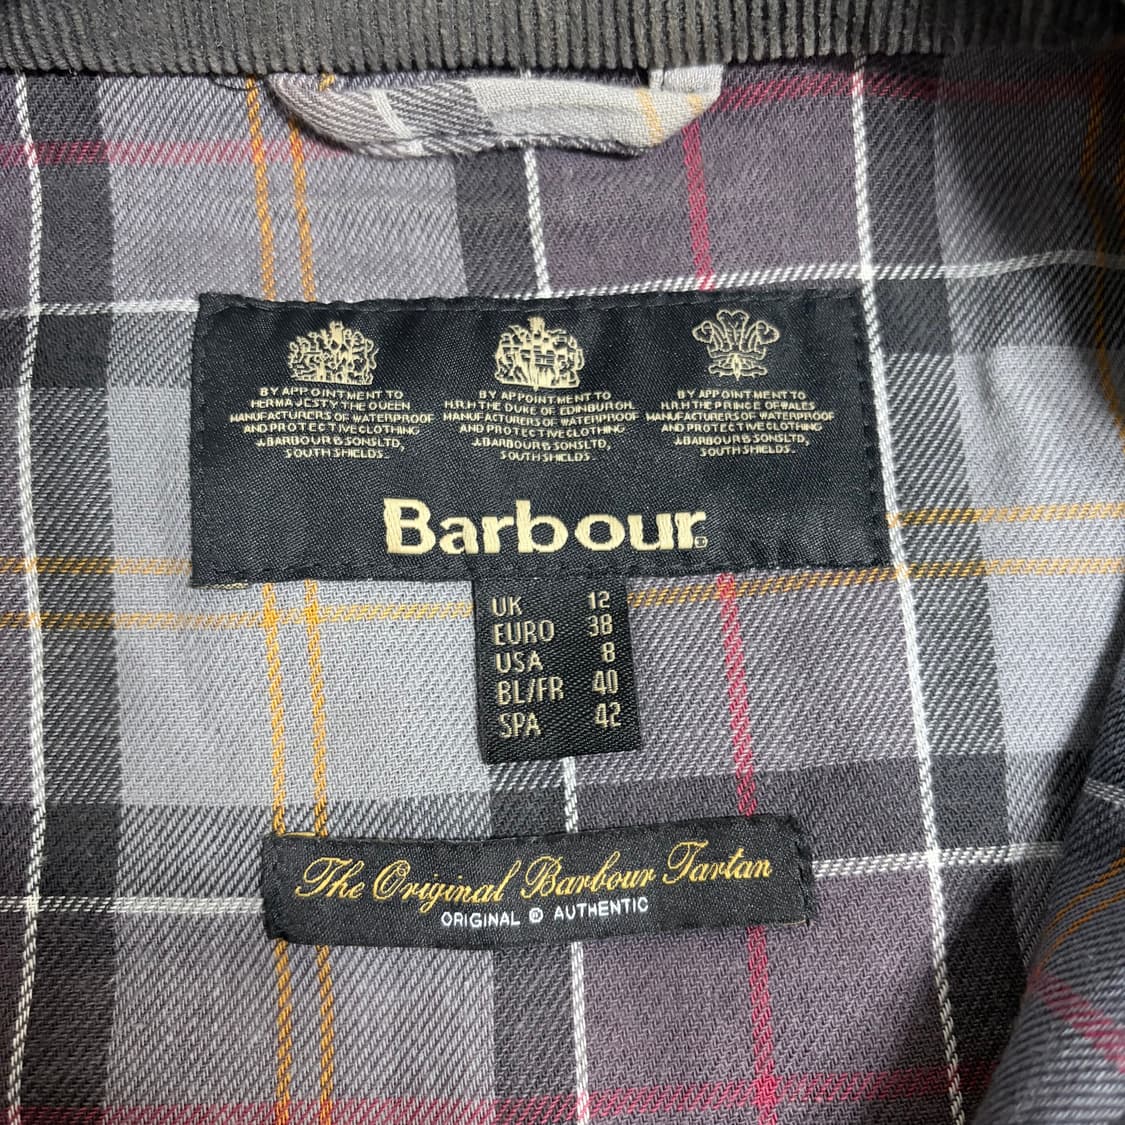 BY APPOINTMENT TO
HER MAJESTY THE QUEEN
MANUFACTURERS OF WATERPROOF
AND PROTECTIVE CLOTHING
J.BARBOUR & SONS LTD,
SOUTH SHIELDS.
BY APPOINTMENT TO
H.R.H THE DUKE OF EDINBURGH
MANUFACTURERS OF WATERPROOF
AND PROTECTIVE CLOTHING
J.BARBOUR & SONS LTD,
SOUTH SHIELDS.
BY APPOINTMENT TO
H.R.H THE PRINCE OF WALES
MANUFACTURERS OF WATERPROOF
AND PROTECTIVE CLOTHING
J.BARBOUR & SONS LTD,
SOUTH SHIELDS.
Barbour
UK 12
EURO 38
USA 8
BL/FR 40
SPA 42
The Original Barbour Tartan
ORIGINAL ® AUTHENTIC